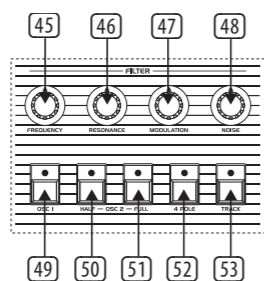 45 46 47 48
FILTER
FREQUENCY RESONANCE MODULATION NOISE
OSC 1 HALF — OSC 2 — FULL 4 POLE TRACK
49 50 51 52 53